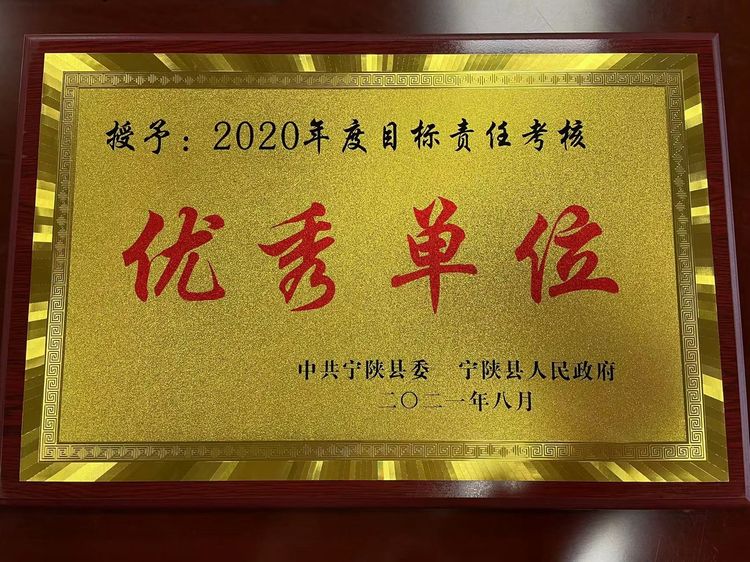 授予：2020年度目标责任考核
优秀单位
中共宁陕县委 宁陕县人民政府
二〇二一年八月